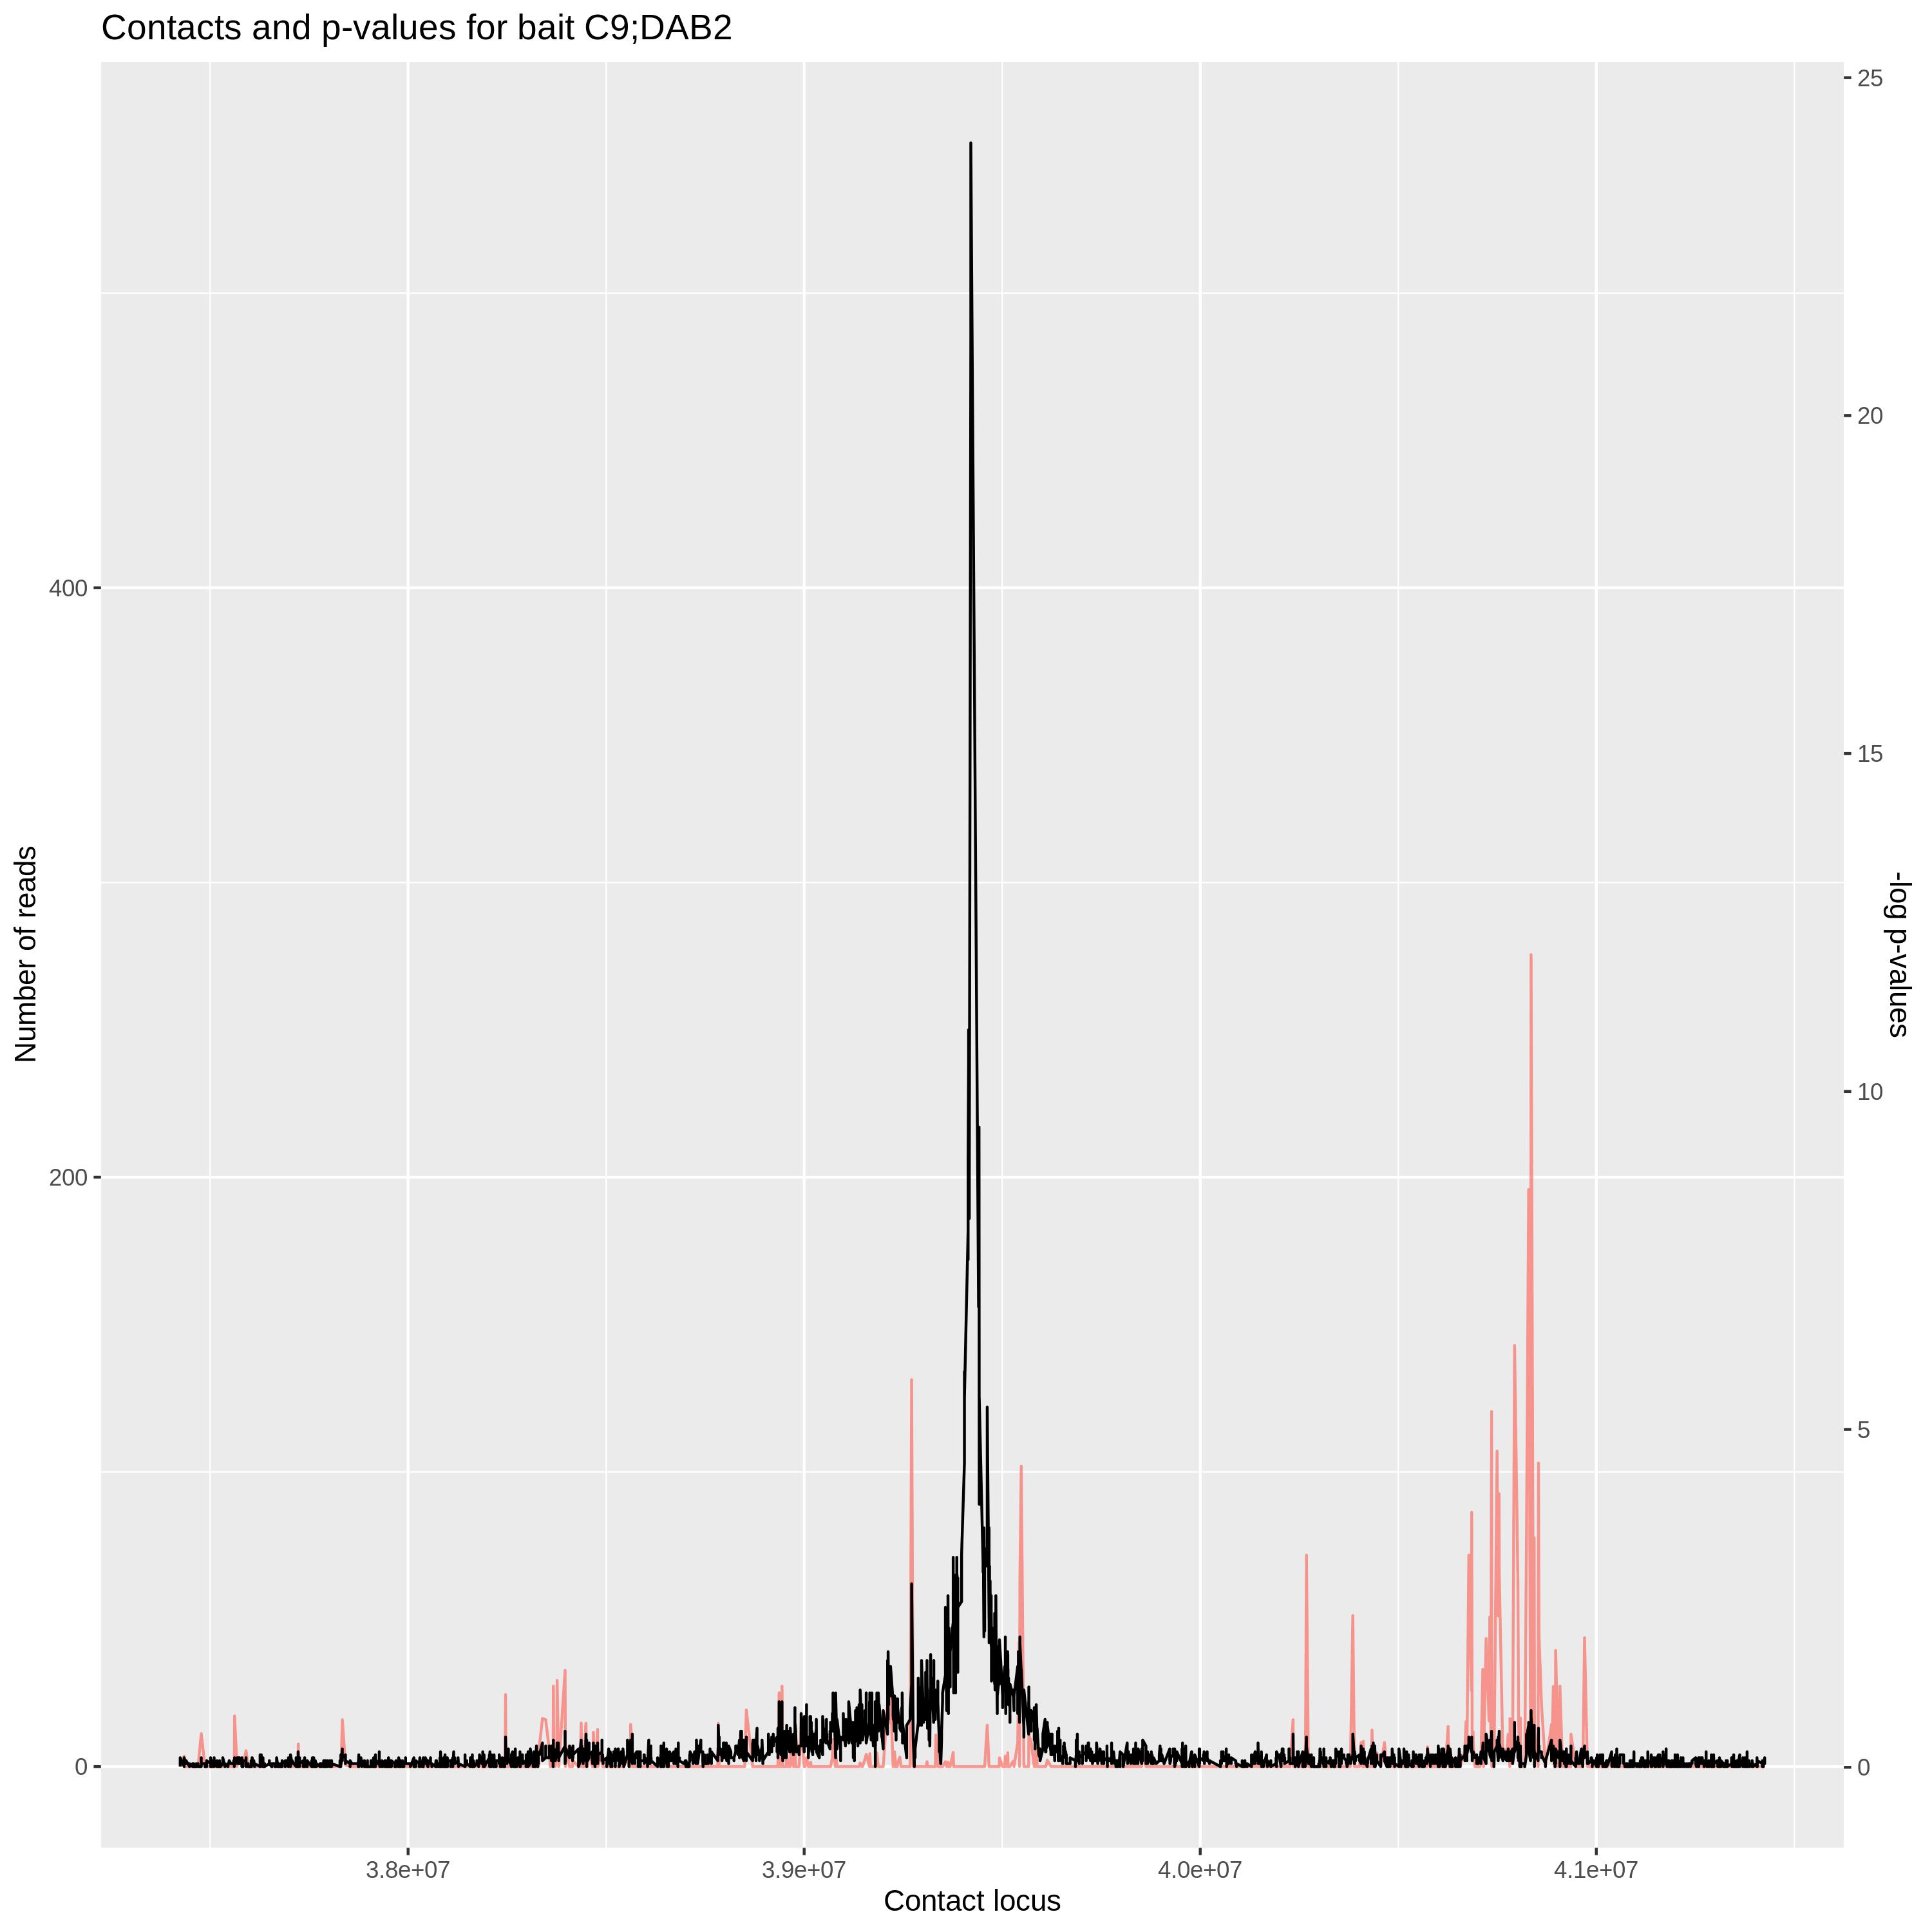 Contacts and p-values for bait C9;DAB2
25
20
400
15
Number of reads
-log p-values
10
200
5
0
0
3.8e+07
3.9e+07
4.0e+07
4.1e+07
Contact locus